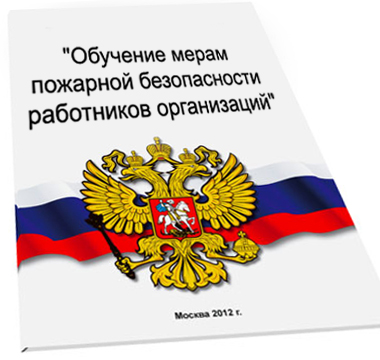 "Обучение мерам
пожарной безопасности
работников организаций"
Москва 2012 г.